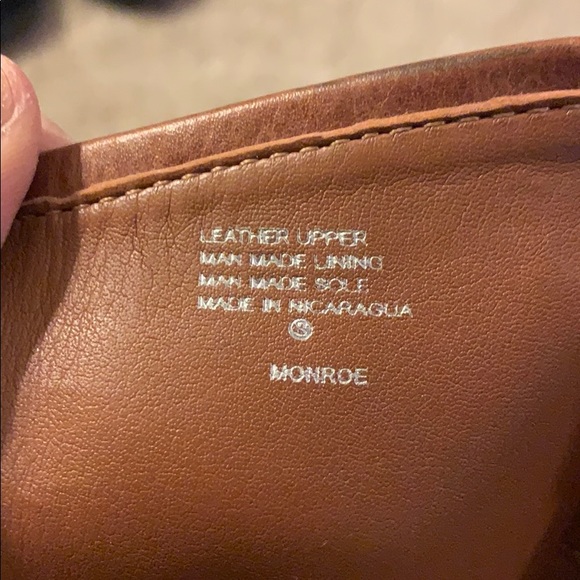 LEATHER UPPER
MAN MADE LINING
MAN MADE SOLE
MADE IN NICARAGUA
S
MONROE